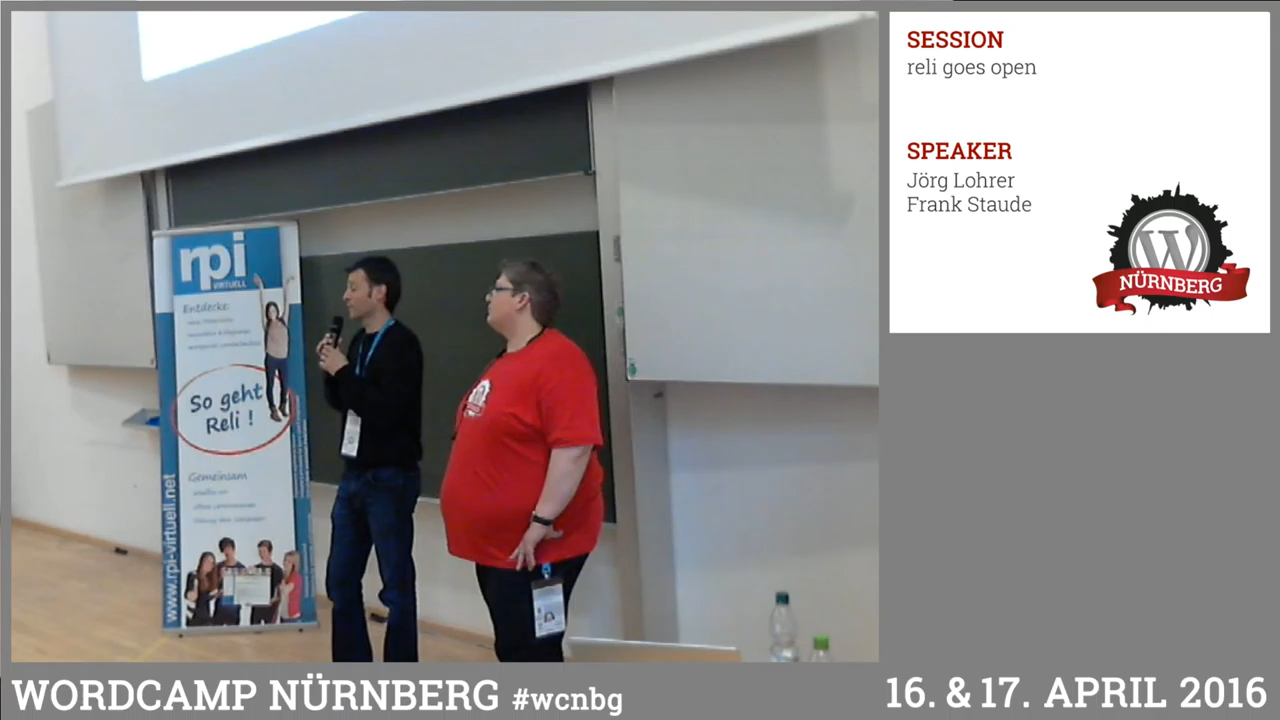 SESSION
reli goes open
SPEAKER
Jörg Lohrer
Frank Staude
W
NÜRNBERG
rpi
VIRTUELL
Entdecke:
So geht
Reli !
Gemeinsam
www.rpi-virtuell.net
WORDCAMP NÜRNBERG #wcnbg
16. & 17. APRIL 2016